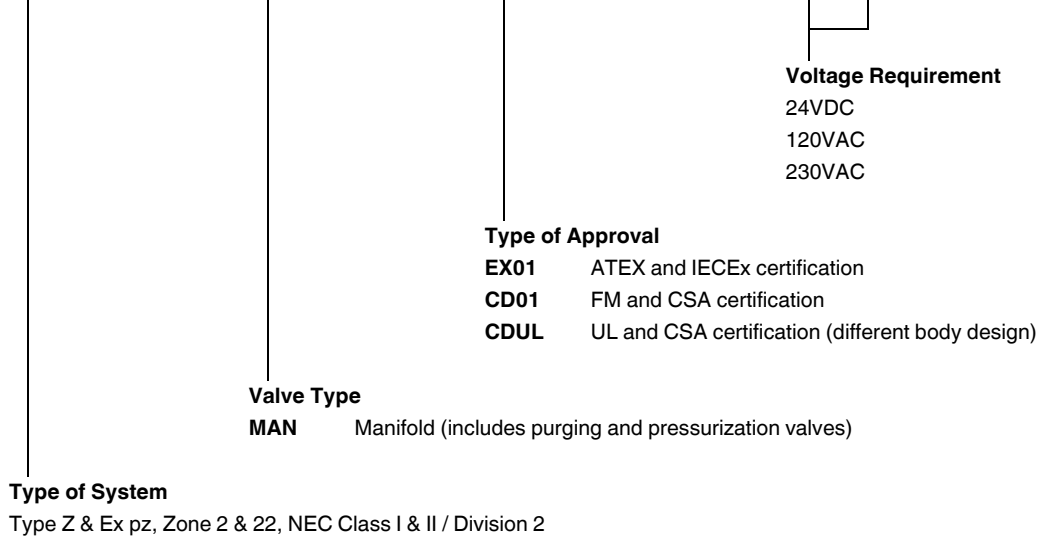 Voltage Requirement
24VDC
120VAC
230VAC
Type of Approval
EX01 ATEX and IECEx certification
CD01 FM and CSA certification
CDUL UL and CSA certification (different body design)
Valve Type
MAN Manifold (includes purging and pressurization valves)
Type of System
Type Z & Ex pz, Zone 2 & 22, NEC Class I & II / Division 2